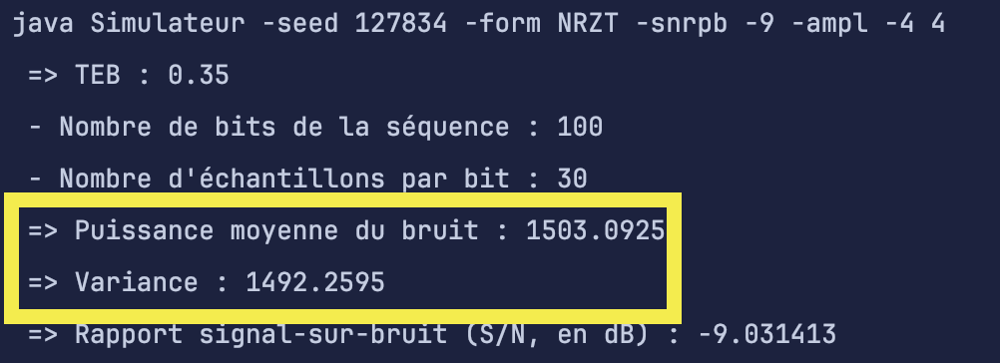 java Simulateur -seed 127834 -form NRZT -snrpb -9 -ampl -4 4
=> TEB : 0.35
- Nombre de bits de la séquence : 100
- Nombre d'échantillons par bit : 30
=> Puissance moyenne du bruit : 1503.0925
=> Variance : 1492.2595
=> Rapport signal-sur-bruit (S/N, en dB) : -9.031413